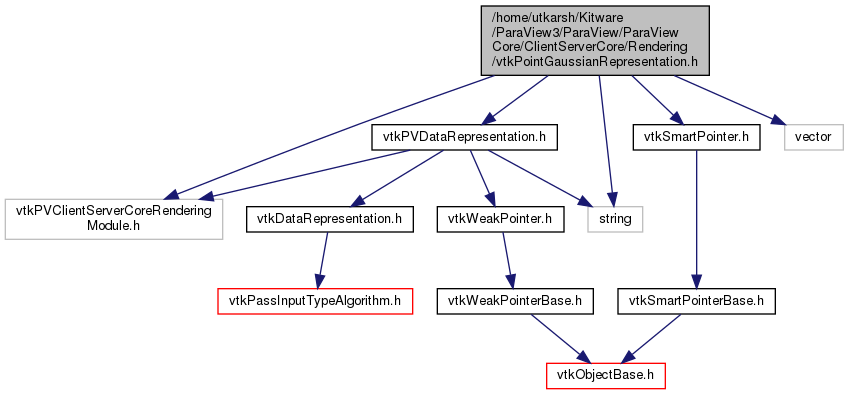 /home/utkarsh/Kitware
/ParaView3/ParaView/ParaView
Core/ClientServerCore/Rendering
/vtkPointGaussianRepresentation.h
vtkPVDataRepresentation.h
vtkSmartPointer.h
vector
vtkPVClientServerCoreRendering
Module.h
vtkDataRepresentation.h
vtkWeakPointer.h
string
vtkPassInputTypeAlgorithm.h
vtkWeakPointerBase.h
vtkSmartPointerBase.h
vtkObjectBase.h